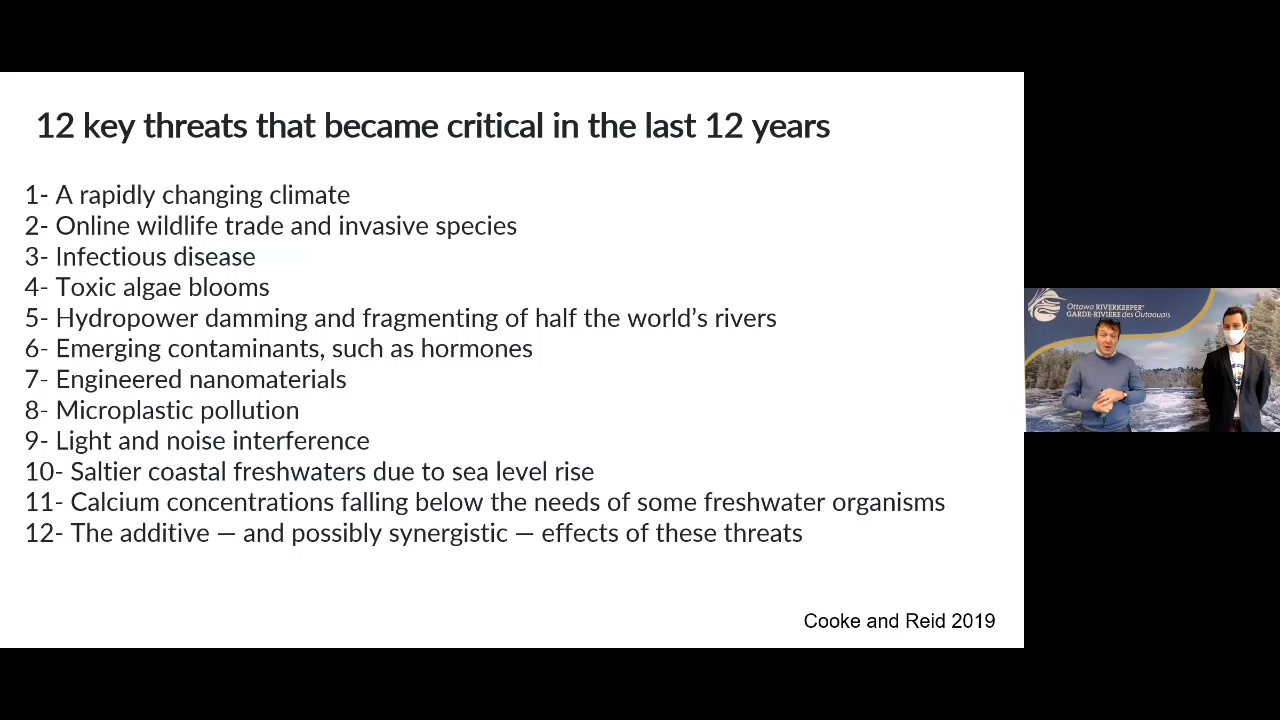 12 key threats that became critical in the last 12 years
1- A rapidly changing climate
2- Online wildlife trade and invasive species
3- Infectious disease
4- Toxic algae blooms
5- Hydropower damming and fragmenting of half the world's rivers
6- Emerging contaminants, such as hormones
7- Engineered nanomaterials
8- Microplastic pollution
9- Light and noise interference
10- Saltier coastal freshwaters due to sea level rise
11- Calcium concentrations falling below the needs of some freshwater organisms
12- The additive — and possibly synergistic — effects of these threats
Cooke and Reid 2019
Ottawa RIVERKEEPER®
GARDE-RIVIÈRE des Outaouais